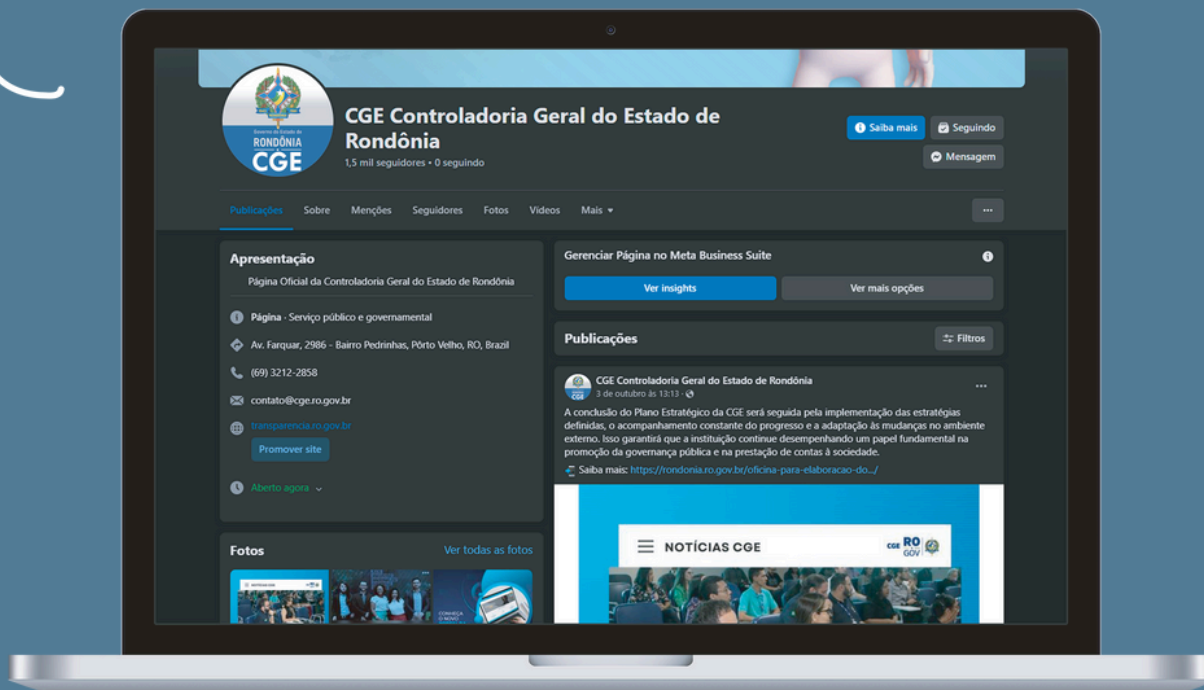 Governo do Estado de
RONDÔNIA
CGE
CGE Controladoria Geral do Estado de
Rondônia
1,5 mil seguidores • 0 seguindo
Saiba mais
Seguindo
Mensagem
Publicações Sobre Menções Seguidores Fotos Vídeos Mais
...
Apresentação
Página Oficial da Controladoria Geral do Estado de Rondônia
Página · Serviço público e governamental
Av. Farquar, 2986 - Bairro Pedrinhas, Pôrto Velho, RO, Brazil
(69) 3212-2858
contato@cge.ro.gov.br
transparencia.ro.gov.br
Promover site
Aberto agora
Fotos
Ver todas as fotos
NOTÍCIAS CGE
CONHEÇA
O NOVO
Gerenciar Página no Meta Business Suite
Ver insights
Ver mais opções
Publicações
Filtros
CGE
CGE Controladoria Geral do Estado de Rondônia
3 de outubro às 13:13 ·
...
A conclusão do Plano Estratégico da CGE será seguida pela implementação das estratégias
definidas, o acompanhamento constante do progresso e a adaptação às mudanças no ambiente
externo. Isso garantirá que a instituição continue desempenhando um papel fundamental na
promoção da governança pública e na prestação de contas à sociedade.
Saiba mais: https://rondonia.ro.gov.br/oficina-para-elaboracao-do.../
NOTÍCIAS CGE
CGE RO
GOV